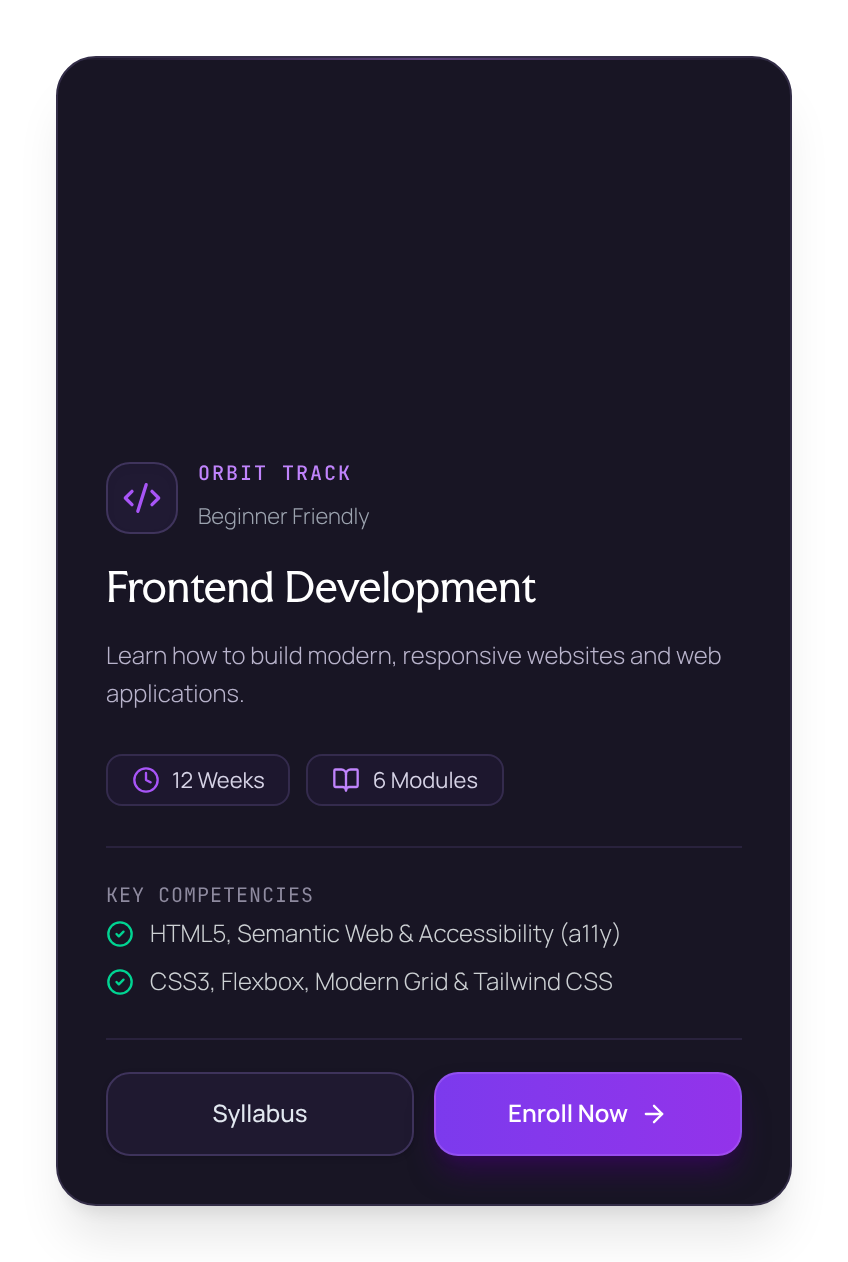 ORBIT TRACK
Beginner Friendly
Frontend Development
Learn how to build modern, responsive websites and web
applications.
12 Weeks
6 Modules
KEY COMPETENCIES
HTML5, Semantic Web & Accessibility (a11y)
CSS3, Flexbox, Modern Grid & Tailwind CSS
Syllabus
Enroll Now